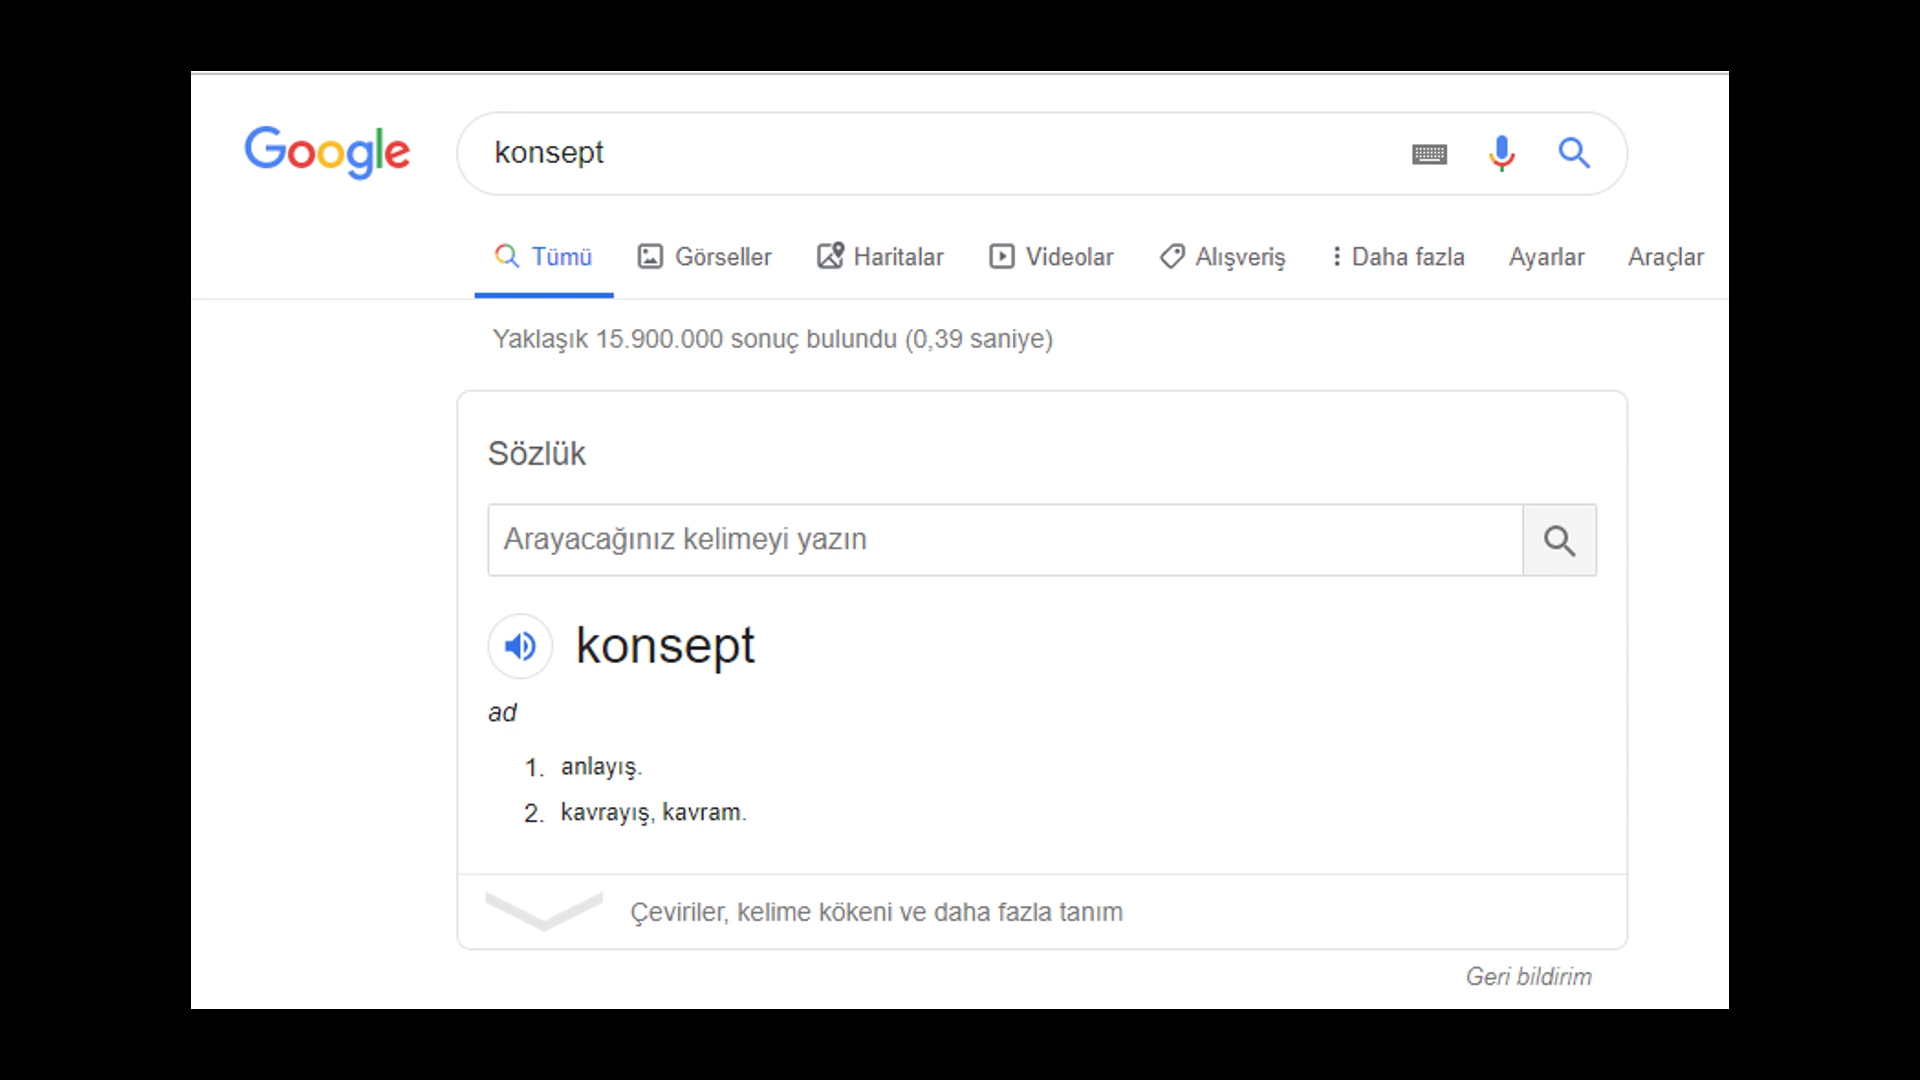 Google
konsept
Tümü Görseller Haritalar Videolar Alışveriş Daha fazla Ayarlar Araçlar
Yaklaşık 15.900.000 sonuç bulundu (0,39 saniye)
Sözlük
Arayacağınız kelimeyi yazın
konsept
ad
1. anlayış.
2. kavrayış, kavram.
Çeviriler, kelime kökeni ve daha fazla tanım
Geri bildirim